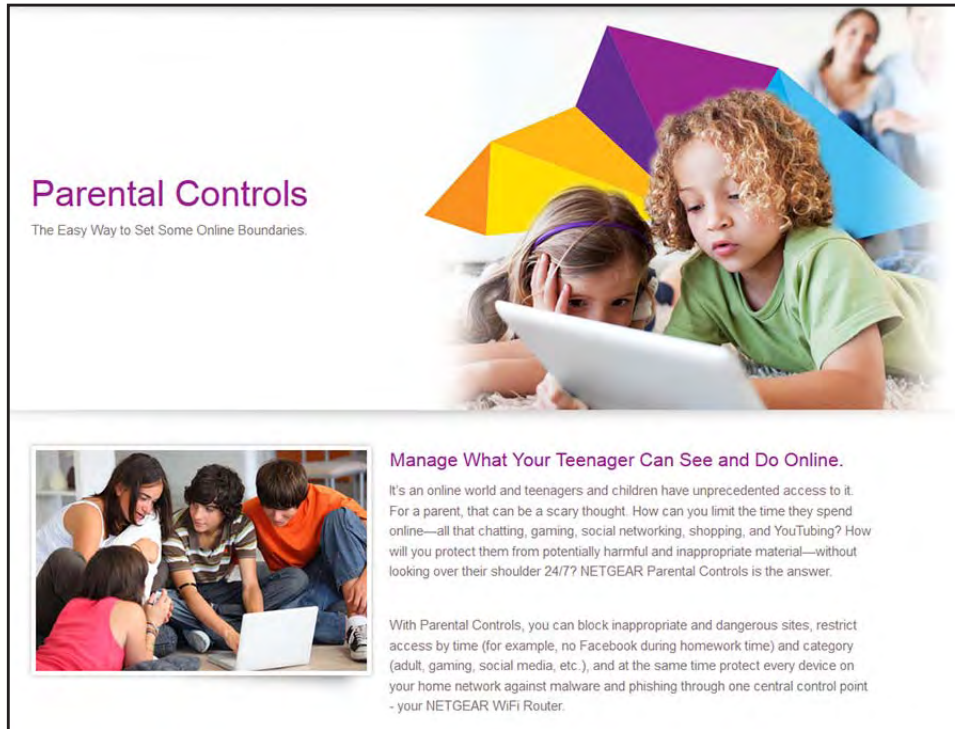 Parental Controls
The Easy Way to Set Some Online Boundaries.
Manage What Your Teenager Can See and Do Online.
It's an online world and teenagers and children have unprecedented access to it.
For a parent, that can be a scary thought. How can you limit the time they spend
online—all that chatting, gaming, social networking, shopping, and YouTubing? How
will you protect them from potentially harmful and inappropriate material—without
looking over their shoulder 24/7? NETGEAR Parental Controls is the answer.
With Parental Controls, you can block inappropriate and dangerous sites, restrict
access by time (for example, no Facebook during homework time) and category
(adult, gaming, social media, etc.), and at the same time protect every device on
your home network against malware and phishing through one central control point
- your NETGEAR WiFi Router.